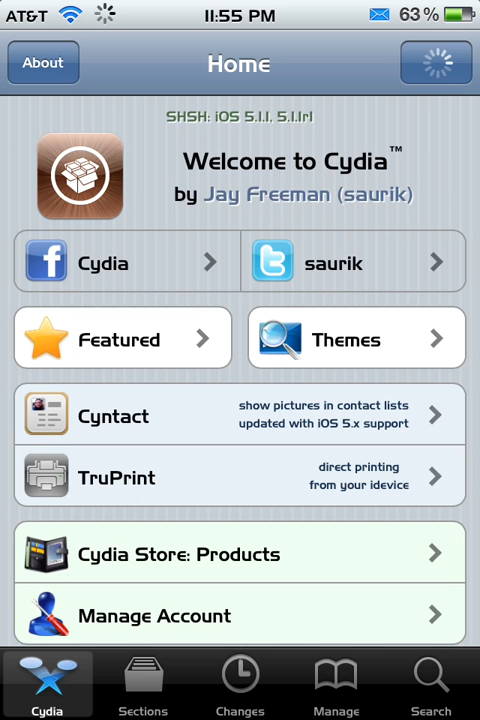 AT&T 11:55 PM 63%
About Home
SHSH: iOS 5.1.1, 5.1.1r1
Welcome to Cydia™
by Jay Freeman (saurik)
Cydia saurik
Featured Themes
Cyntact show pictures in contact lists
updated with iOS 5.x support
TruPrint direct printing
from your idevice
Cydia Store: Products
Manage Account
Cydia Sections Changes Manage Search